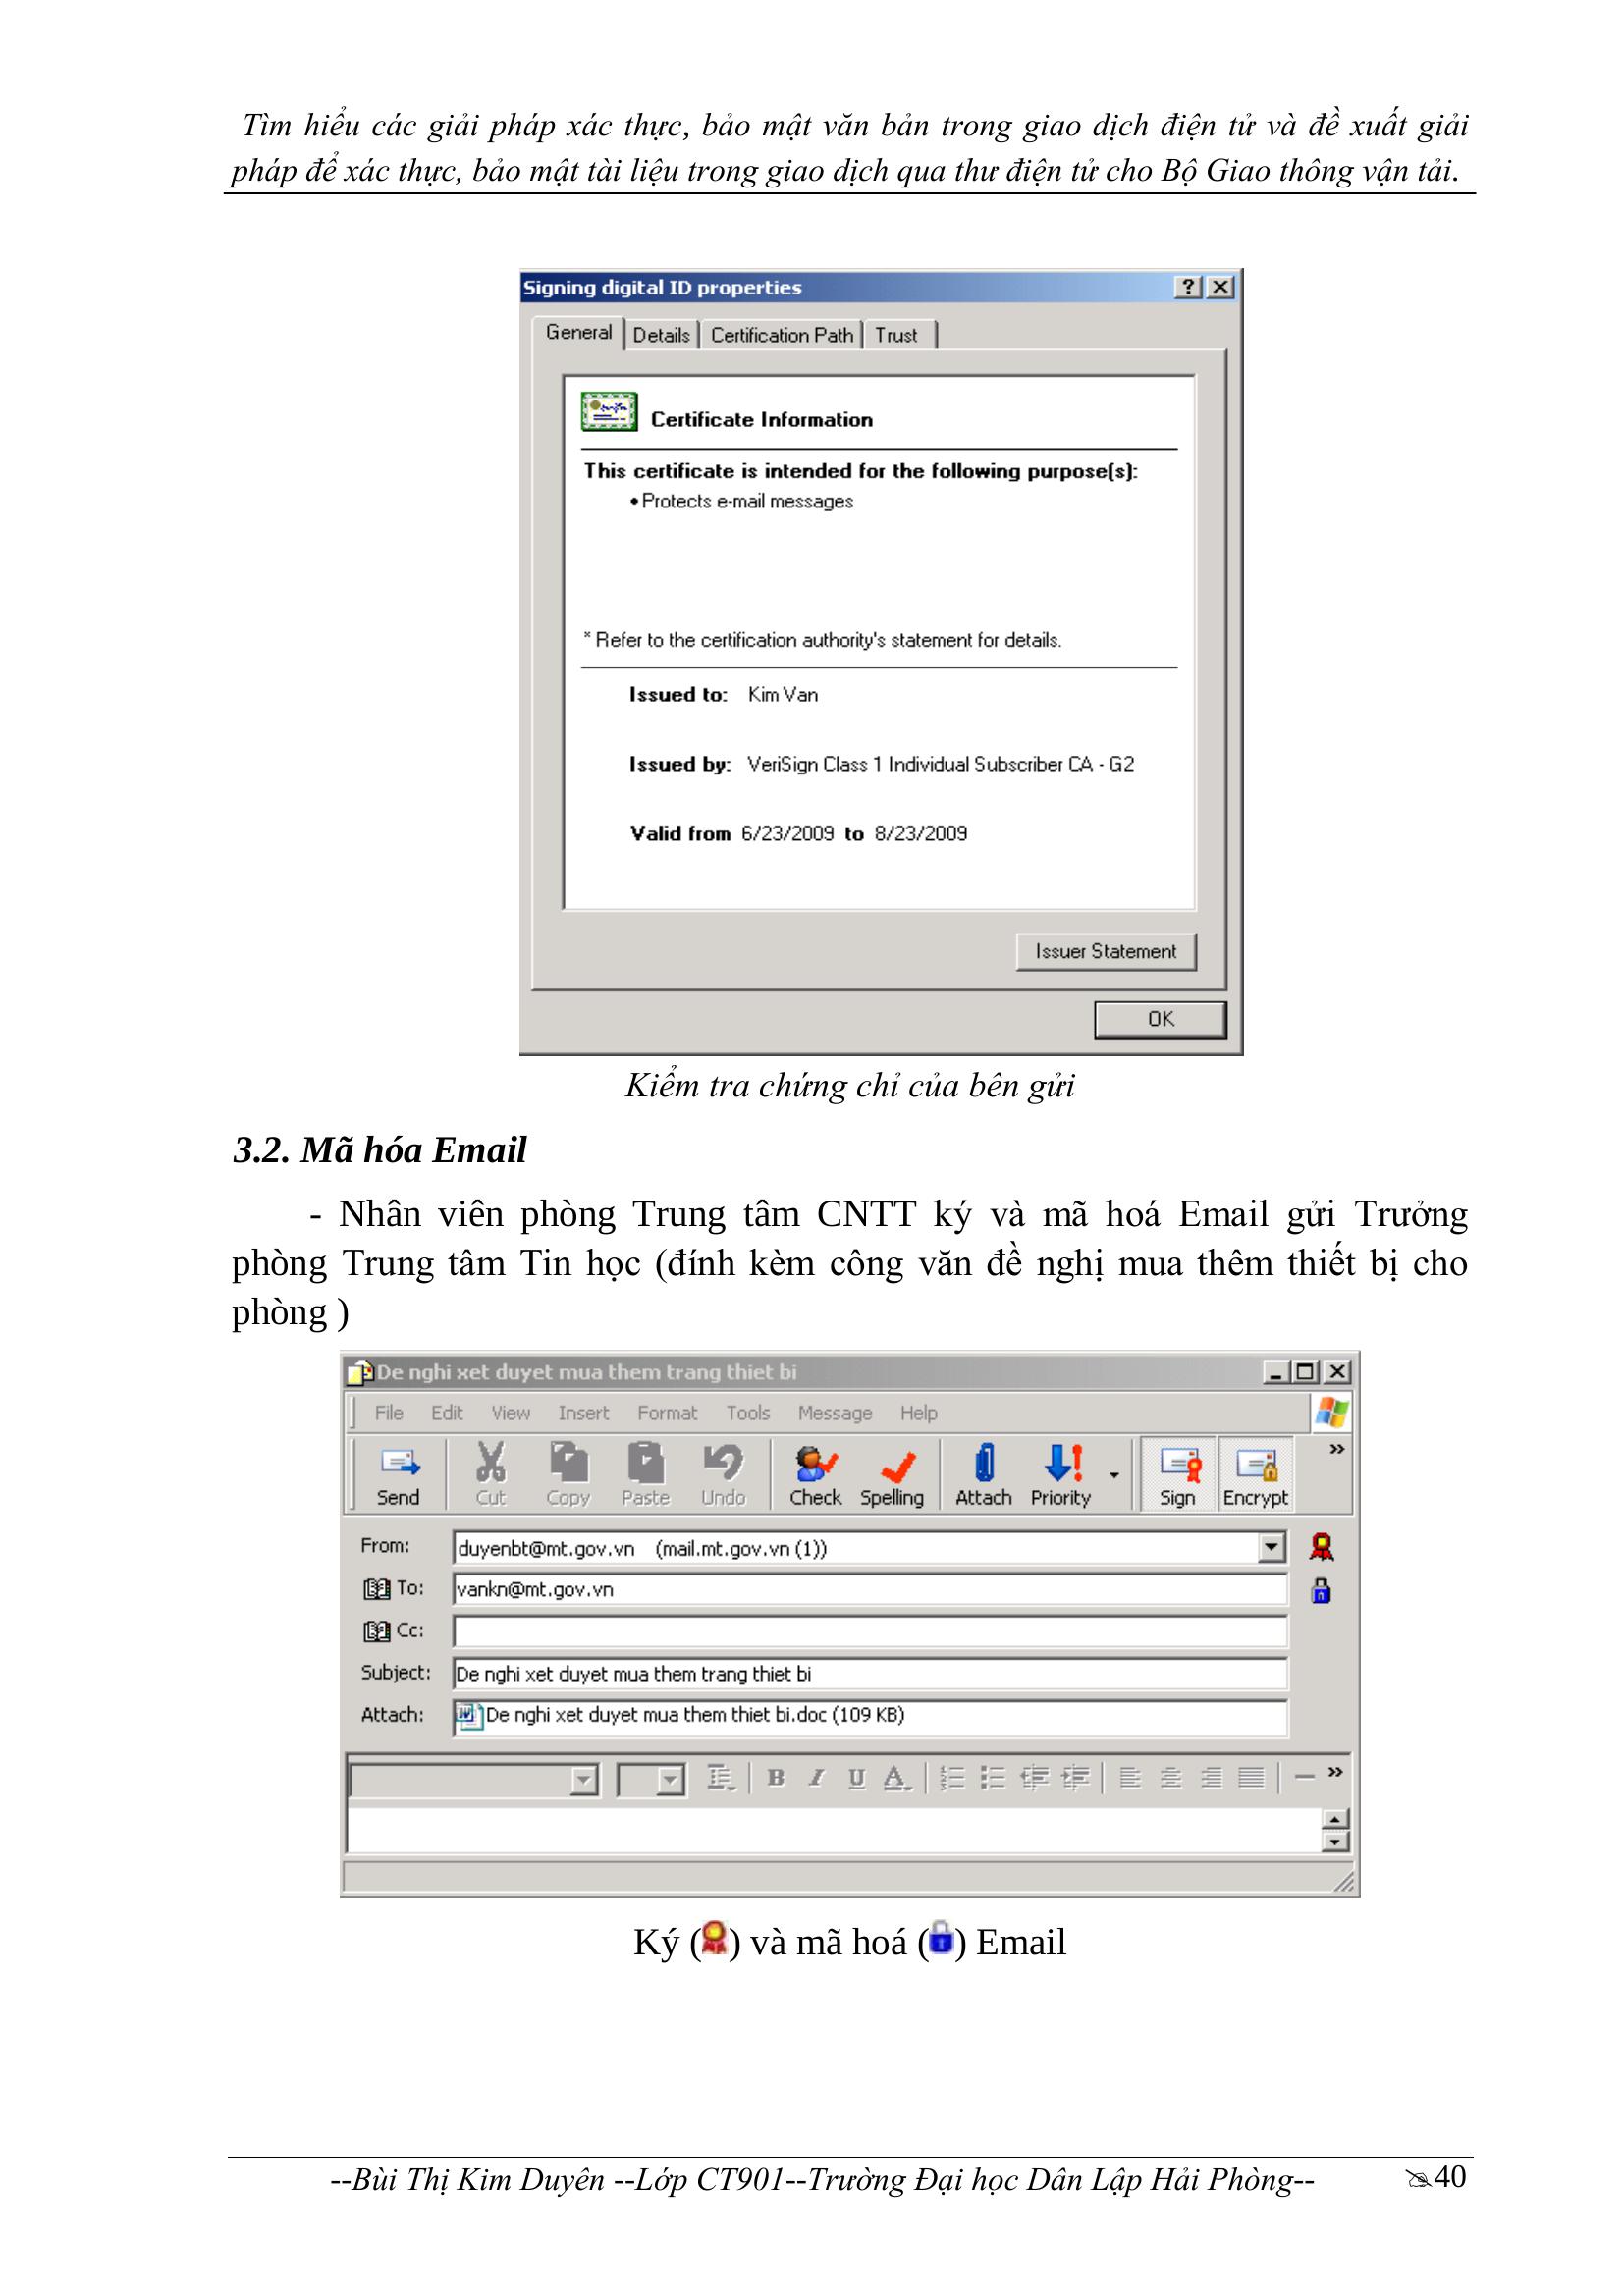 Tìm hiểu các giải pháp xác thực, bảo mật văn bản trong giao dịch điện tử và đề xuất giải
pháp để xác thực, bảo mật tài liệu trong giao dịch qua thư điện tử cho Bộ Giao thông vận tải.
Signing digital ID properties
General Details Certification Path Trust
Certificate Information
This certificate is intended for the following purpose(s):
• Protects e-mail messages
* Refer to the certification authority's statement for details.
Issued to: Kim Van
Issued by: VeriSign Class 1 Individual Subscriber CA - G2
Valid from 6/23/2009 to 8/23/2009
Issuer Statement
OK
Kiểm tra chứng chỉ của bên gửi
3.2. Mã hóa Email
- Nhân viên phòng Trung tâm CNTT ký và mã hoá Email gửi Trưởng
phòng Trung tâm Tin học (đính kèm công văn đề nghị mua thêm thiết bị cho
phòng )
De nghi xet duyet mua them trang thiet bi
File Edit View Insert Format Tools Message Help
Send Cut Copy Paste Undo Check Spelling Attach Priority Sign Encrypt
From: duyenbt@mt.gov.vn (mail.mt.gov.vn (1))
To: vankn@mt.gov.vn
Cc:
Subject: De nghi xet duyet mua them trang thiet bi
Attach: De nghi xet duyet mua them thiet bi.doc (109 KB)
B I U A
Ký () và mã hoá () Email
--Bùi Thị Kim Duyên --Lớp CT901--Trường Đại học Dân Lập Hải Phòng-- 40